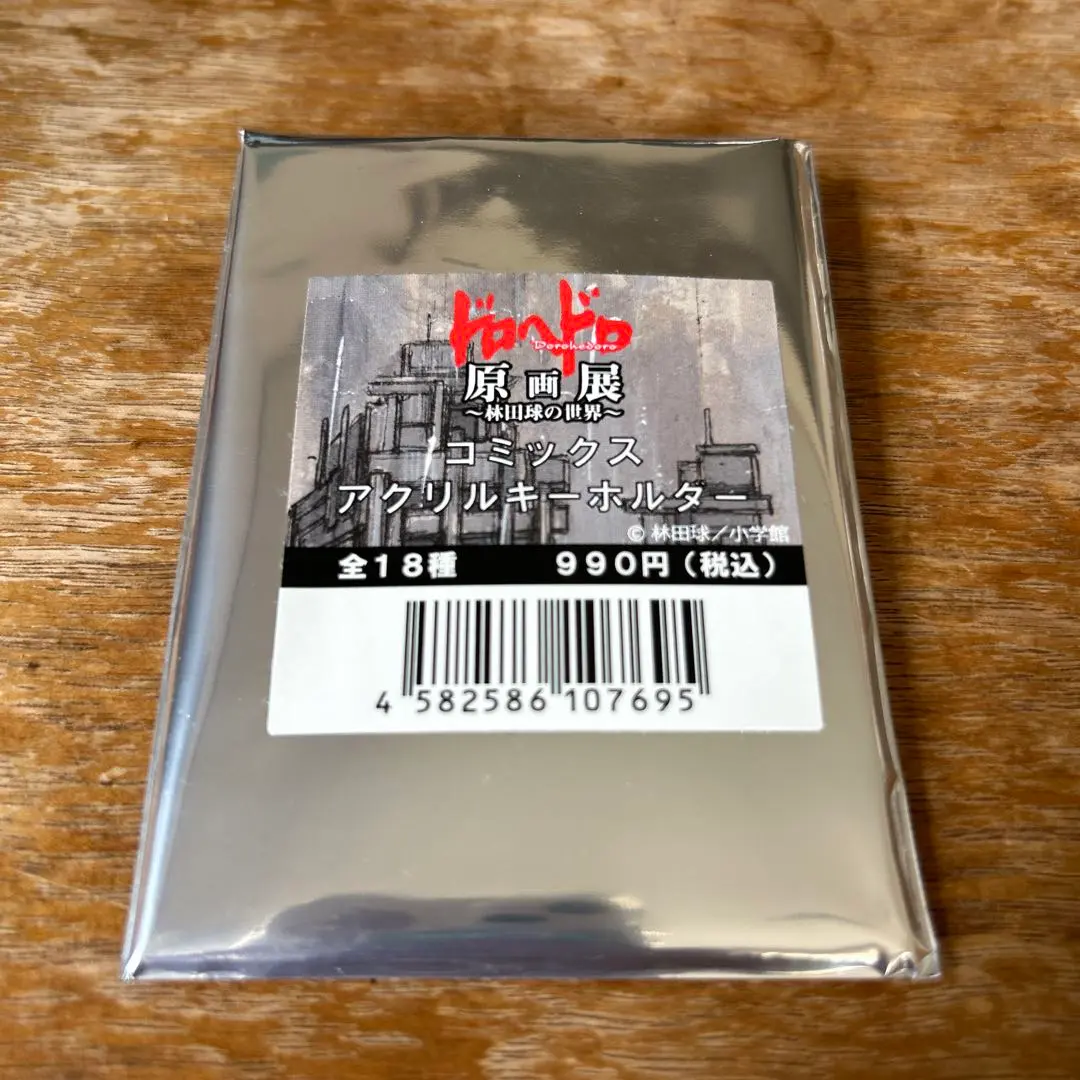 ドロヘドロ
Dorohedoro
原画展
〜林田球の世界〜
コミックス
アクリルキーホルダー
© 林田球／小学館
全18種 990円（税込）
4 582586 107695